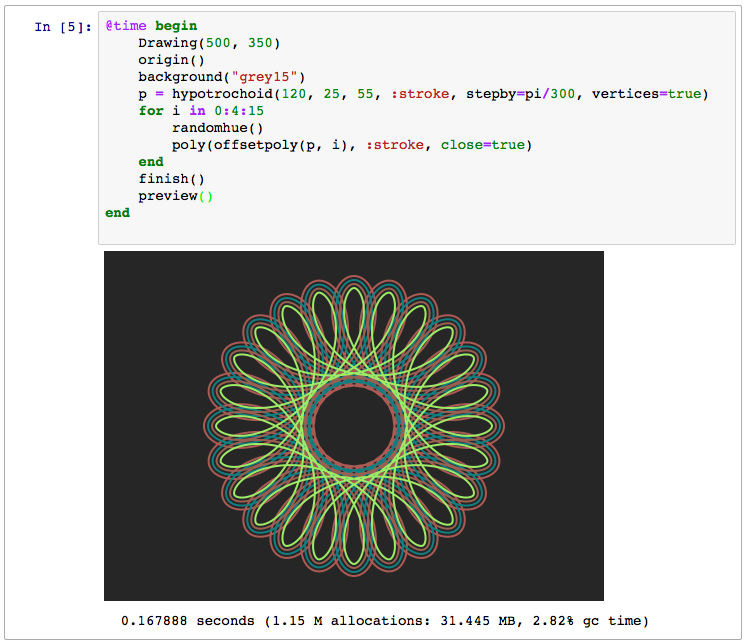 In [5]: @time begin
    Drawing(500, 350)
    origin()
    background("grey15")
    p = hypotrochoid(120, 25, 55, :stroke, stepby=pi/300, vertices=true)
    for i in 0:4:15
        randomhue()
        poly(offsetpoly(p, i), :stroke, close=true)
    end
    finish()
    preview()
end
0.167888 seconds (1.15 M allocations: 31.445 MB, 2.82% gc time)